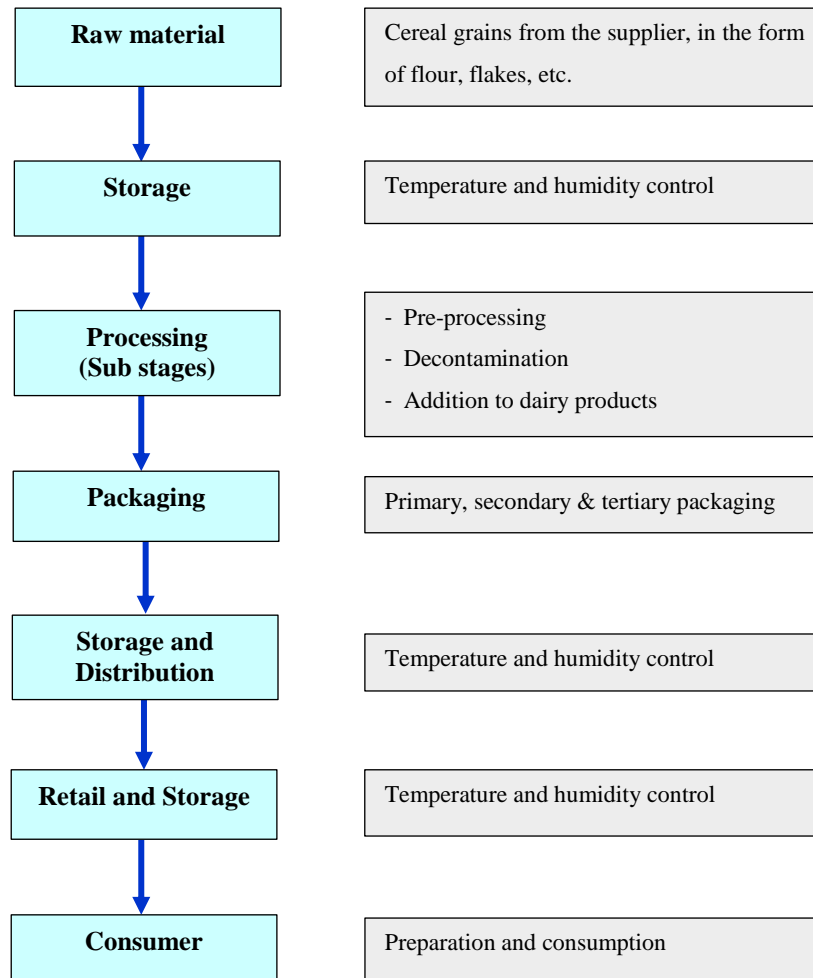 Raw material
Cereal grains from the supplier, in the form
of flour, flakes, etc.
Storage
Temperature and humidity control
Processing
(Sub stages)
- Pre-processing
- Decontamination
- Addition to dairy products
Packaging
Primary, secondary & tertiary packaging
Storage and
Distribution
Temperature and humidity control
Retail and Storage
Temperature and humidity control
Consumer
Preparation and consumption